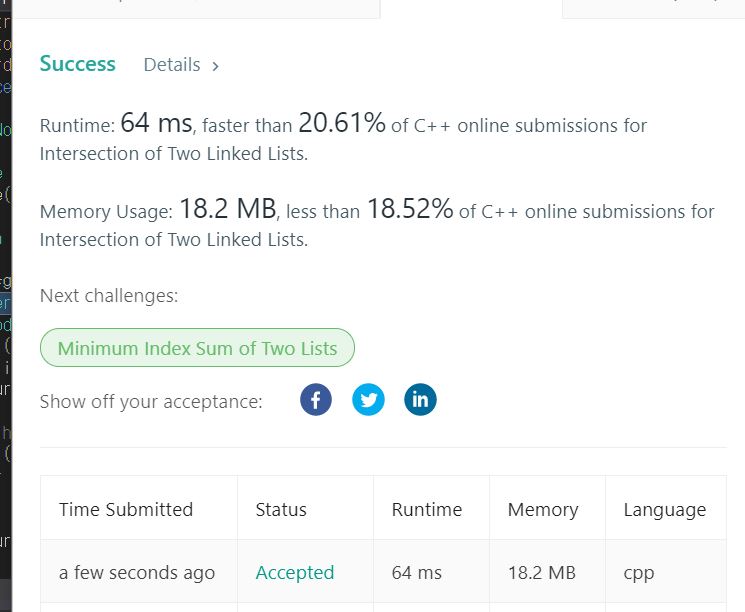 Success Details >
Runtime: 64 ms, faster than 20.61% of C++ online submissions for
Intersection of Two Linked Lists.
Memory Usage: 18.2 MB, less than 18.52% of C++ online submissions for
Intersection of Two Linked Lists.
Next challenges:
Minimum Index Sum of Two Lists
Show off your acceptance:
Time Submitted Status Runtime Memory Language
a few seconds ago Accepted 64 ms 18.2 MB cpp